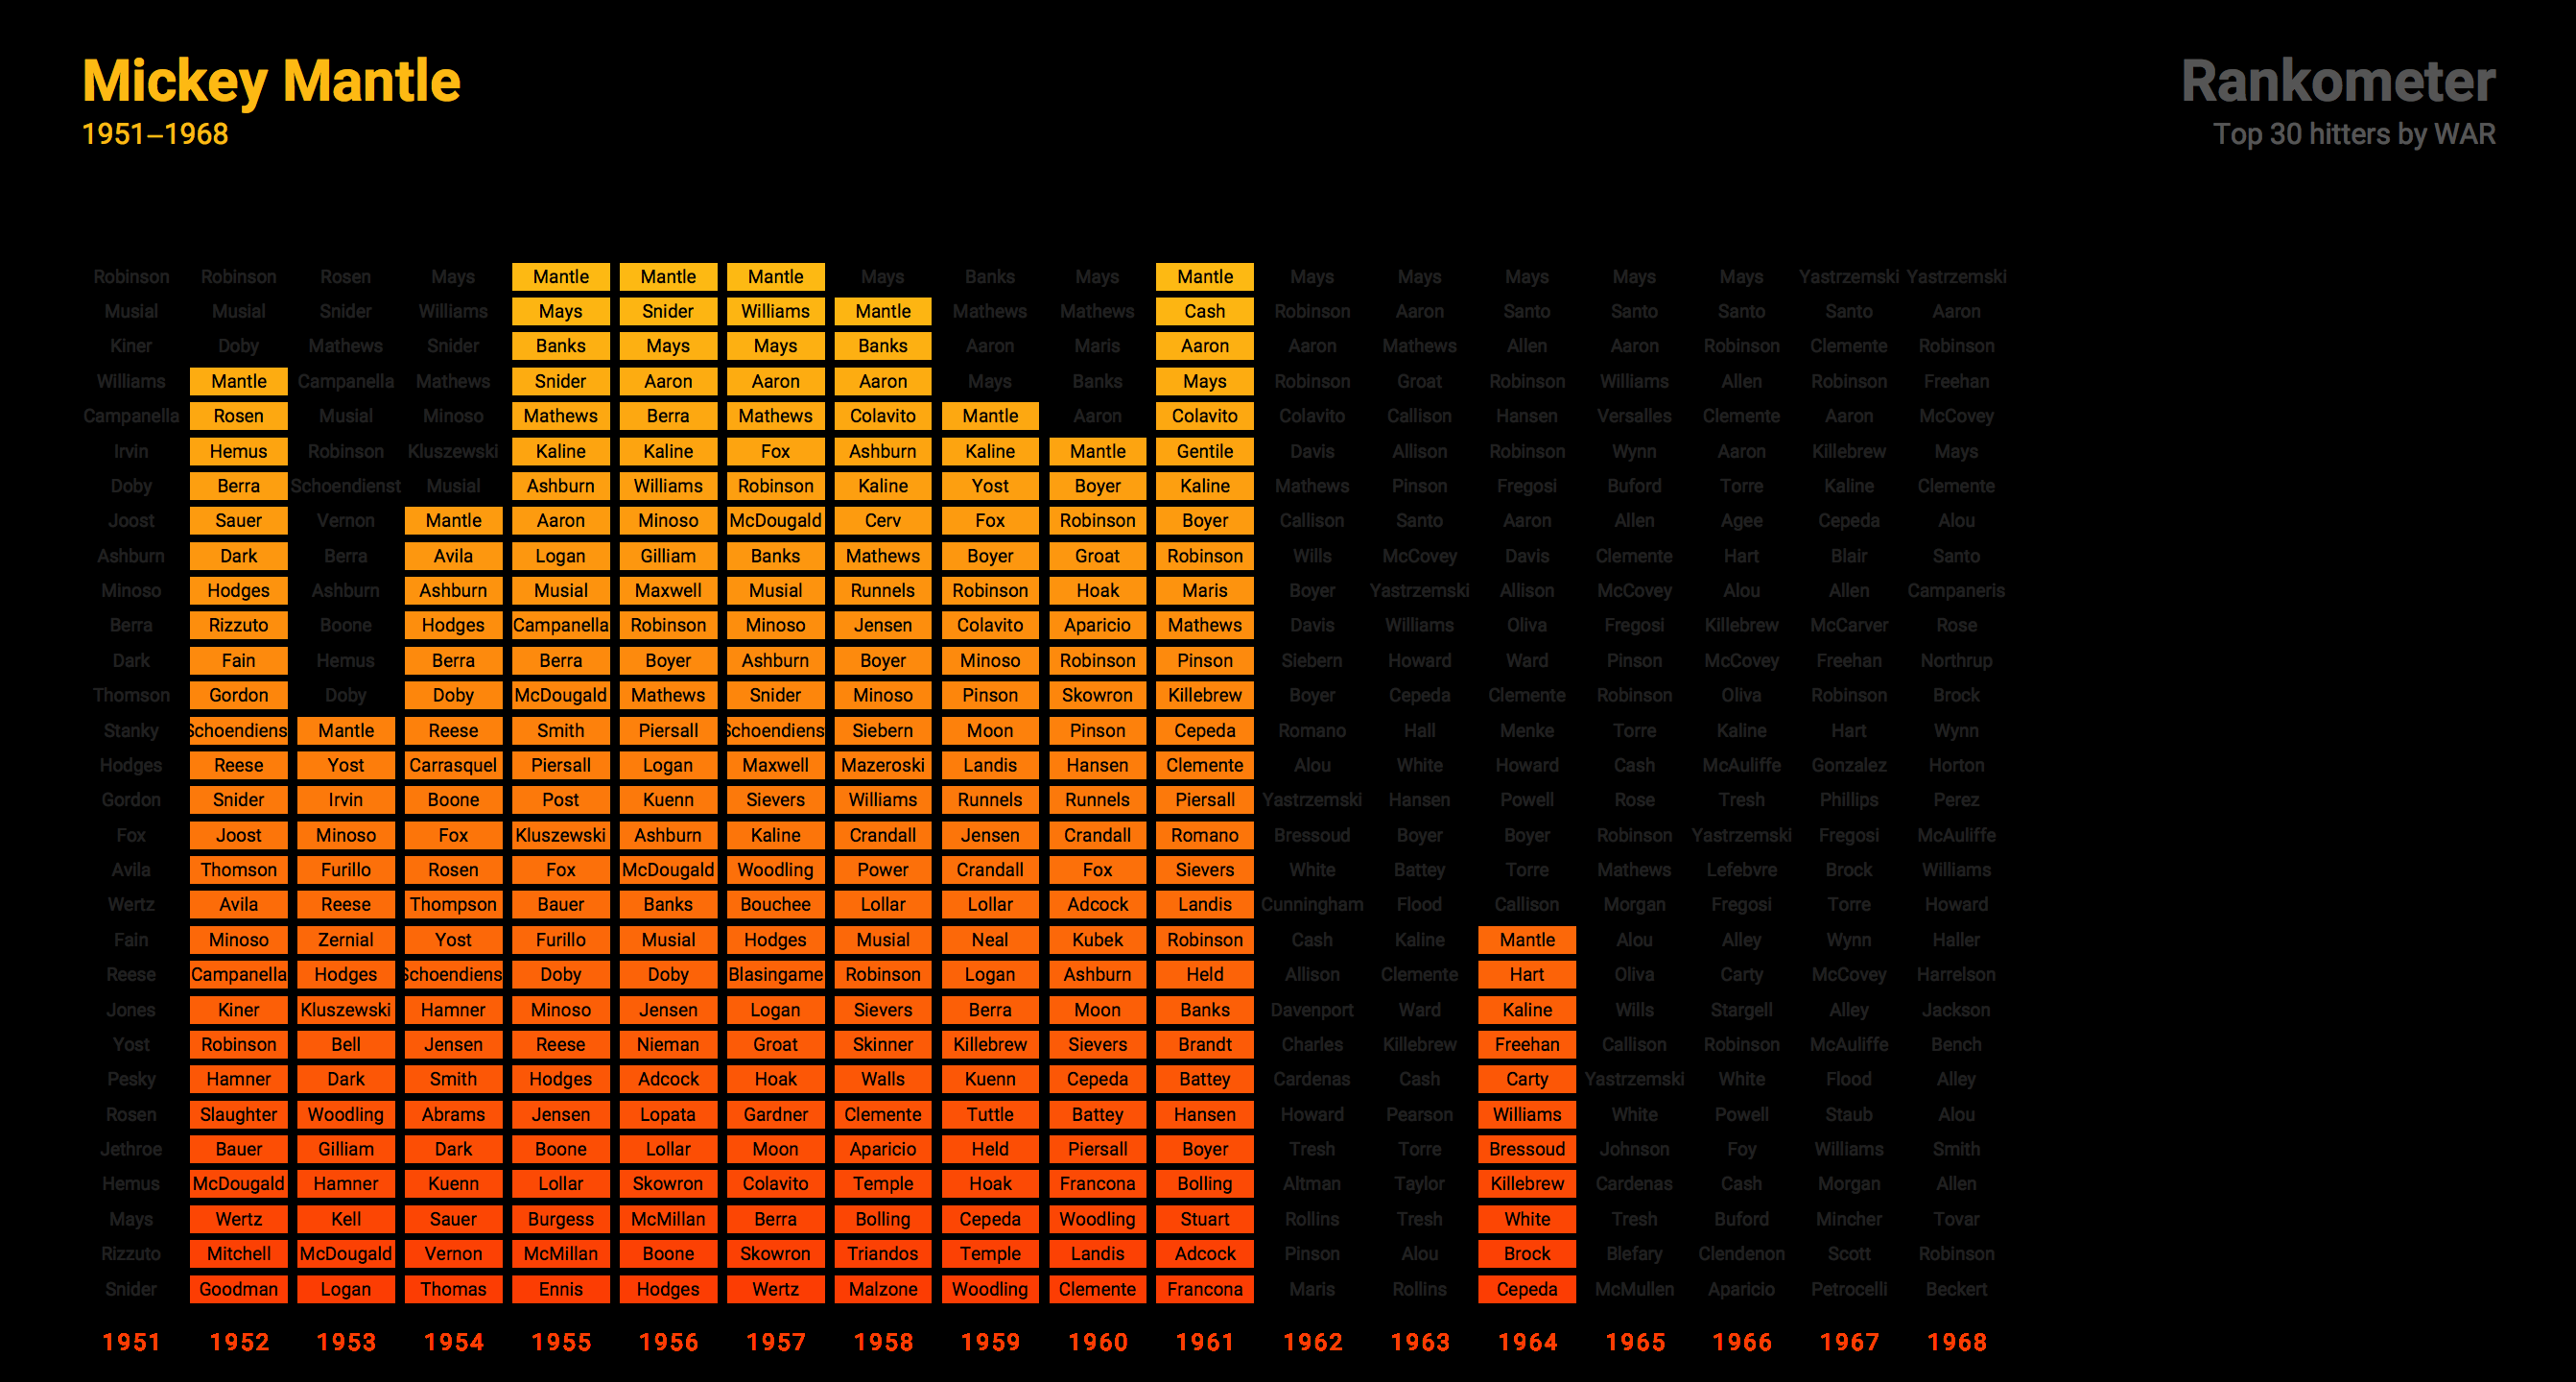 Mickey Mantle
1951–1968
Rankometer
Top 30 hitters by WAR
Robinson Robinson Rosen Mays Mantle Mantle Mantle Mays Banks Mays Mantle Mays Mays Mays Mays Mays Yastrzemski Yastrzemski
Musial Musial Snider Williams Mays Snider Williams Mantle Mathews Mathews Cash Robinson Aaron Santo Santo Santo Santo Aaron
Kiner Doby Mathews Snider Banks Mays Mays Banks Aaron Maris Aaron Aaron Mathews Allen Aaron Robinson Clemente Robinson
Williams Mantle Campanella Mathews Snider Aaron Aaron Aaron Mays Banks Mays Robinson Groat Robinson Williams Allen Robinson Freehan
Campanella Rosen Musial Minoso Mathews Berra Mathews Colavito Mantle Aaron Colavito Colavito Callison Hansen Versalles Clemente Aaron McCovey
Irvin Hemus Robinson Kluszewski Kaline Kaline Fox Ashburn Kaline Mantle Gentile Davis Allison Robinson Wynn Aaron Killebrew Mays
Doby Berra Schoendienst Musial Ashburn Williams Robinson Kaline Yost Boyer Kaline Mathews Pinson Fregosi Buford Torre Kaline Clemente
Joost Sauer Vernon Mantle Aaron Minoso McDougald Cerv Fox Robinson Boyer Callison Santo Aaron Allen Agee Cepeda Alou
Ashburn Dark Berra Avila Logan Gilliam Banks Mathews Boyer Groat Robinson Wills McCovey Davis Clemente Hart Blair Santo
Minoso Hodges Ashburn Ashburn Musial Maxwell Musial Runnels Robinson Hoak Maris Boyer Yastrzemski Allison McCovey Alou Allen Campaneris
Berra Rizzuto Boone Hodges Campanella Robinson Minoso Jensen Colavito Aparicio Mathews Davis Williams Oliva Fregosi Killebrew McCarver Rose
Dark Fain Hemus Berra Berra Boyer Ashburn Boyer Minoso Robinson Pinson Siebern Howard Ward Pinson McCovey Freehan Northrup
Thomson Gordon Doby Doby McDougald Mathews Snider Minoso Pinson Skowron Killebrew Boyer Cepeda Clemente Robinson Oliva Robinson Brock
Stanky Schoendiens Mantle Reese Smith Piersall Schoendiens Siebern Moon Pinson Cepeda Romano Hall Menke Torre Kaline Hart Wynn
Hodges Reese Yost Carrasquel Piersall Logan Maxwell Mazeroski Landis Hansen Clemente Alou White Howard Cash McAuliffe Gonzalez Horton
Gordon Snider Irvin Boone Post Kuenn Sievers Williams Runnels Runnels Piersall Yastrzemski Hansen Powell Rose Tresh Phillips Perez
Fox Joost Minoso Fox Kluszewski Ashburn Kaline Crandall Jensen Crandall Romano Bressoud Boyer Boyer Robinson Yastrzemski Fregosi McAuliffe
Avila Thomson Furillo Rosen Fox McDougald Woodling Power Crandall Fox Sievers White Battey Torre Mathews Lefebvre Brock Williams
Wertz Avila Reese Thompson Bauer Banks Bouchee Lollar Lollar Adcock Landis Cunningham Flood Callison Morgan Fregosi Torre Howard
Fain Minoso Zernial Yost Furillo Musial Hodges Musial Neal Kubek Robinson Cash Kaline Mantle Alou Alley Wynn Haller
Reese Campanella Hodges Schoendiens Doby Doby Blasingame Robinson Logan Ashburn Held Allison Clemente Hart Oliva Carty McCovey Harrelson
Jones Kiner Kluszewski Hamner Minoso Jensen Logan Sievers Berra Moon Banks Davenport Ward Kaline Wills Stargell Alley Jackson
Yost Robinson Bell Jensen Reese Nieman Groat Skinner Killebrew Sievers Brandt Charles Killebrew Freehan Callison Robinson McAuliffe Bench
Pesky Hamner Dark Smith Hodges Adcock Hoak Walls Kuenn Cepeda Battey Cardenas Cash Carty Yastrzemski White Flood Alley
Rosen Slaughter Woodling Abrams Jensen Lopata Gardner Clemente Tuttle Battey Hansen Howard Pearson Williams White Powell Staub Alou
Jethroe Bauer Gilliam Dark Boone Lollar Moon Aparicio Held Piersall Boyer Tresh Torre Bressoud Johnson Foy Williams Smith
Hemus McDougald Hamner Kuenn Lollar Skowron Colavito Temple Hoak Francona Bolling Altman Taylor Killebrew Cardenas Cash Morgan Allen
Mays Wertz Kell Sauer Burgess McMillan Berra Bolling Cepeda Woodling Stuart Rollins Tresh White Tresh Buford Mincher Tovar
Rizzuto Mitchell McDougald Vernon McMillan Boone Skowron Triandos Temple Landis Adcock Pinson Alou Brock Blefary Clendenon Scott Robinson
Snider Goodman Logan Thomas Ennis Hodges Wertz Malzone Woodling Clemente Francona Maris Rollins Cepeda McMullen Aparicio Petrocelli Beckert
1951 1952 1953 1954 1955 1956 1957 1958 1959 1960 1961 1962 1963 1964 1965 1966 1967 1968